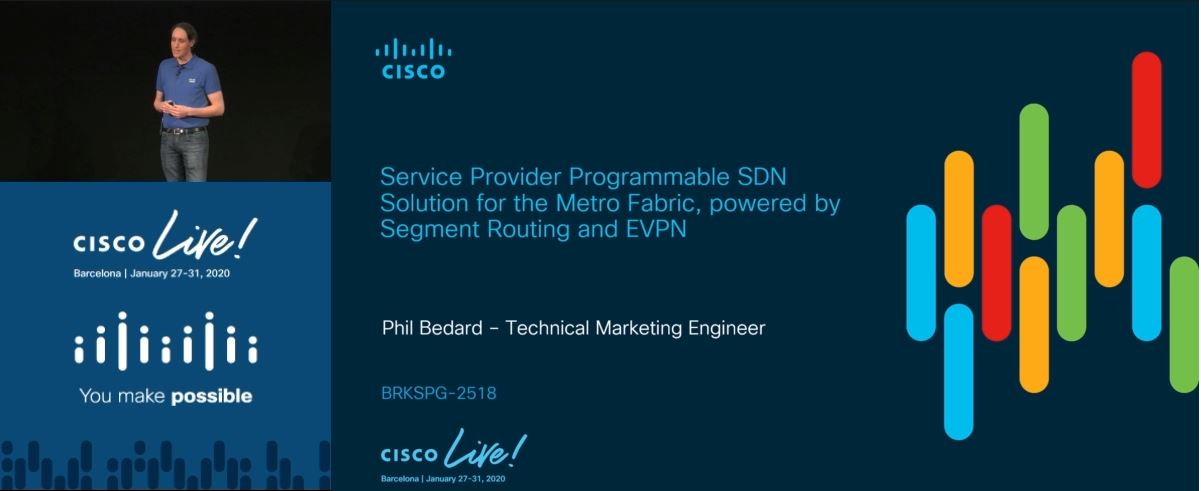 CISCO Live!
Barcelona | January 27-31, 2020
You make possible
CISCO
Service Provider Programmable SDN
Solution for the Metro Fabric, powered by
Segment Routing and EVPN
Phil Bedard – Technical Marketing Engineer
BRKSPG-2518
CISCO Live!
Barcelona | January 27-31, 2020